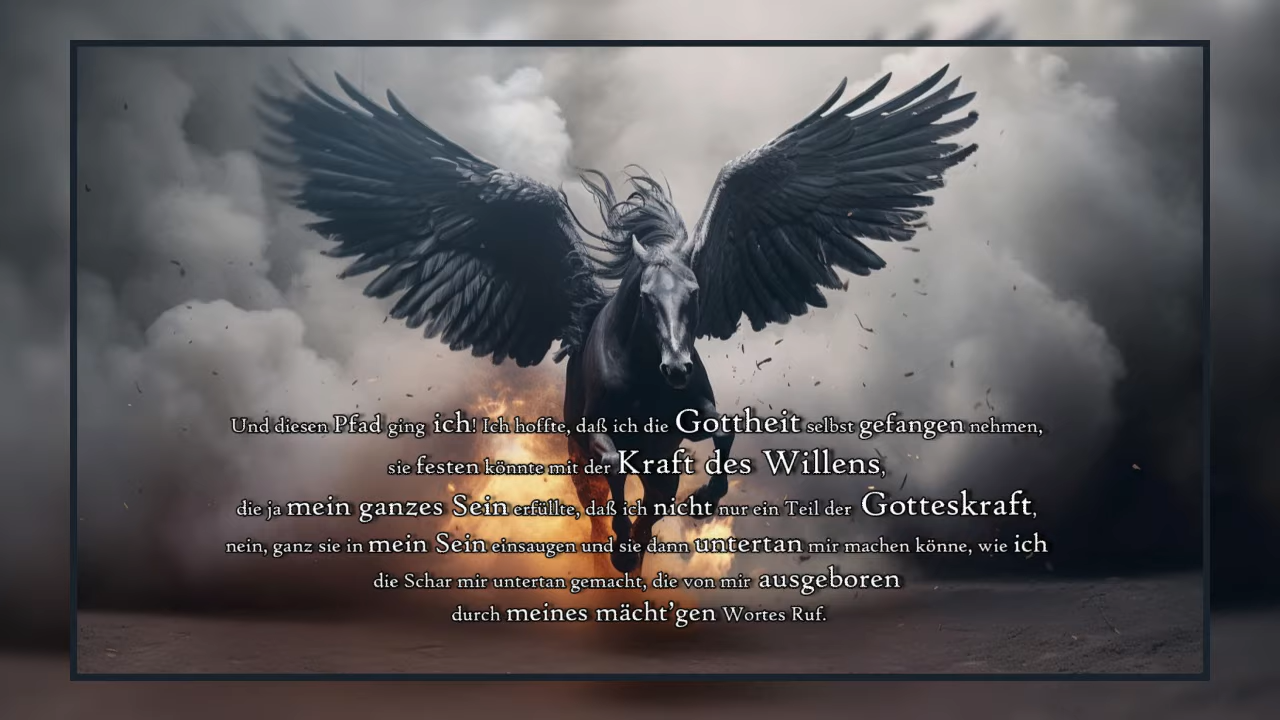 Und diesen Pfad ging ich! Ich hoffte, daß ich die Gottheit selbst gefangen nehmen,
sie festen könnte mit der Kraft des Willens,
die ja mein ganzes Sein erfüllte, daß ich nicht nur ein Teil der Gotteskraft,
nein, ganz sie in mein Sein einsaugen und sie dann untertan mir machen könne, wie ich
die Schar mir untertan gemacht, die von mir ausgeboren
durch meines mächt'gen Wortes Ruf.